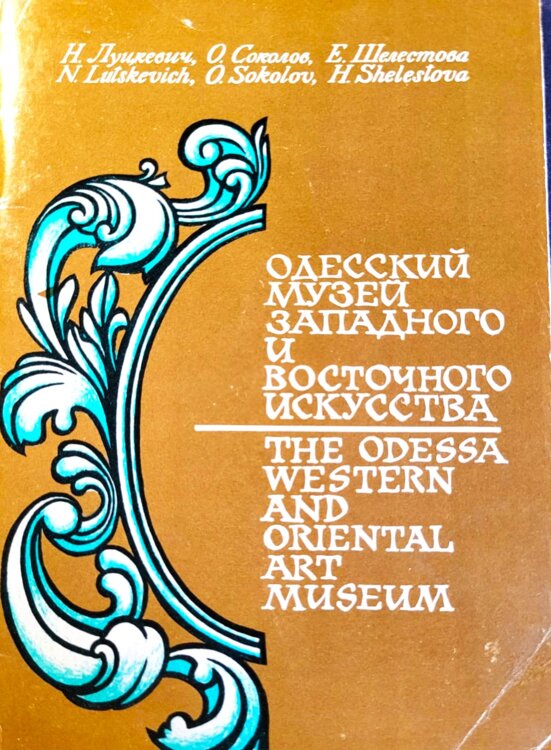 Н. Луцкевич, О. Соколов, Е. Шелестова
N. Lutskevich, O. Sokolov, H. Shelestova
ОДЕССКИЙ
МУЗЕЙ
ЗАПАДНОГО
И
ВОСТОЧНОГО
ИСКУССТВА
THE ODESSA
WESTERN
AND
ORIENTAL
ART
MUSEUM